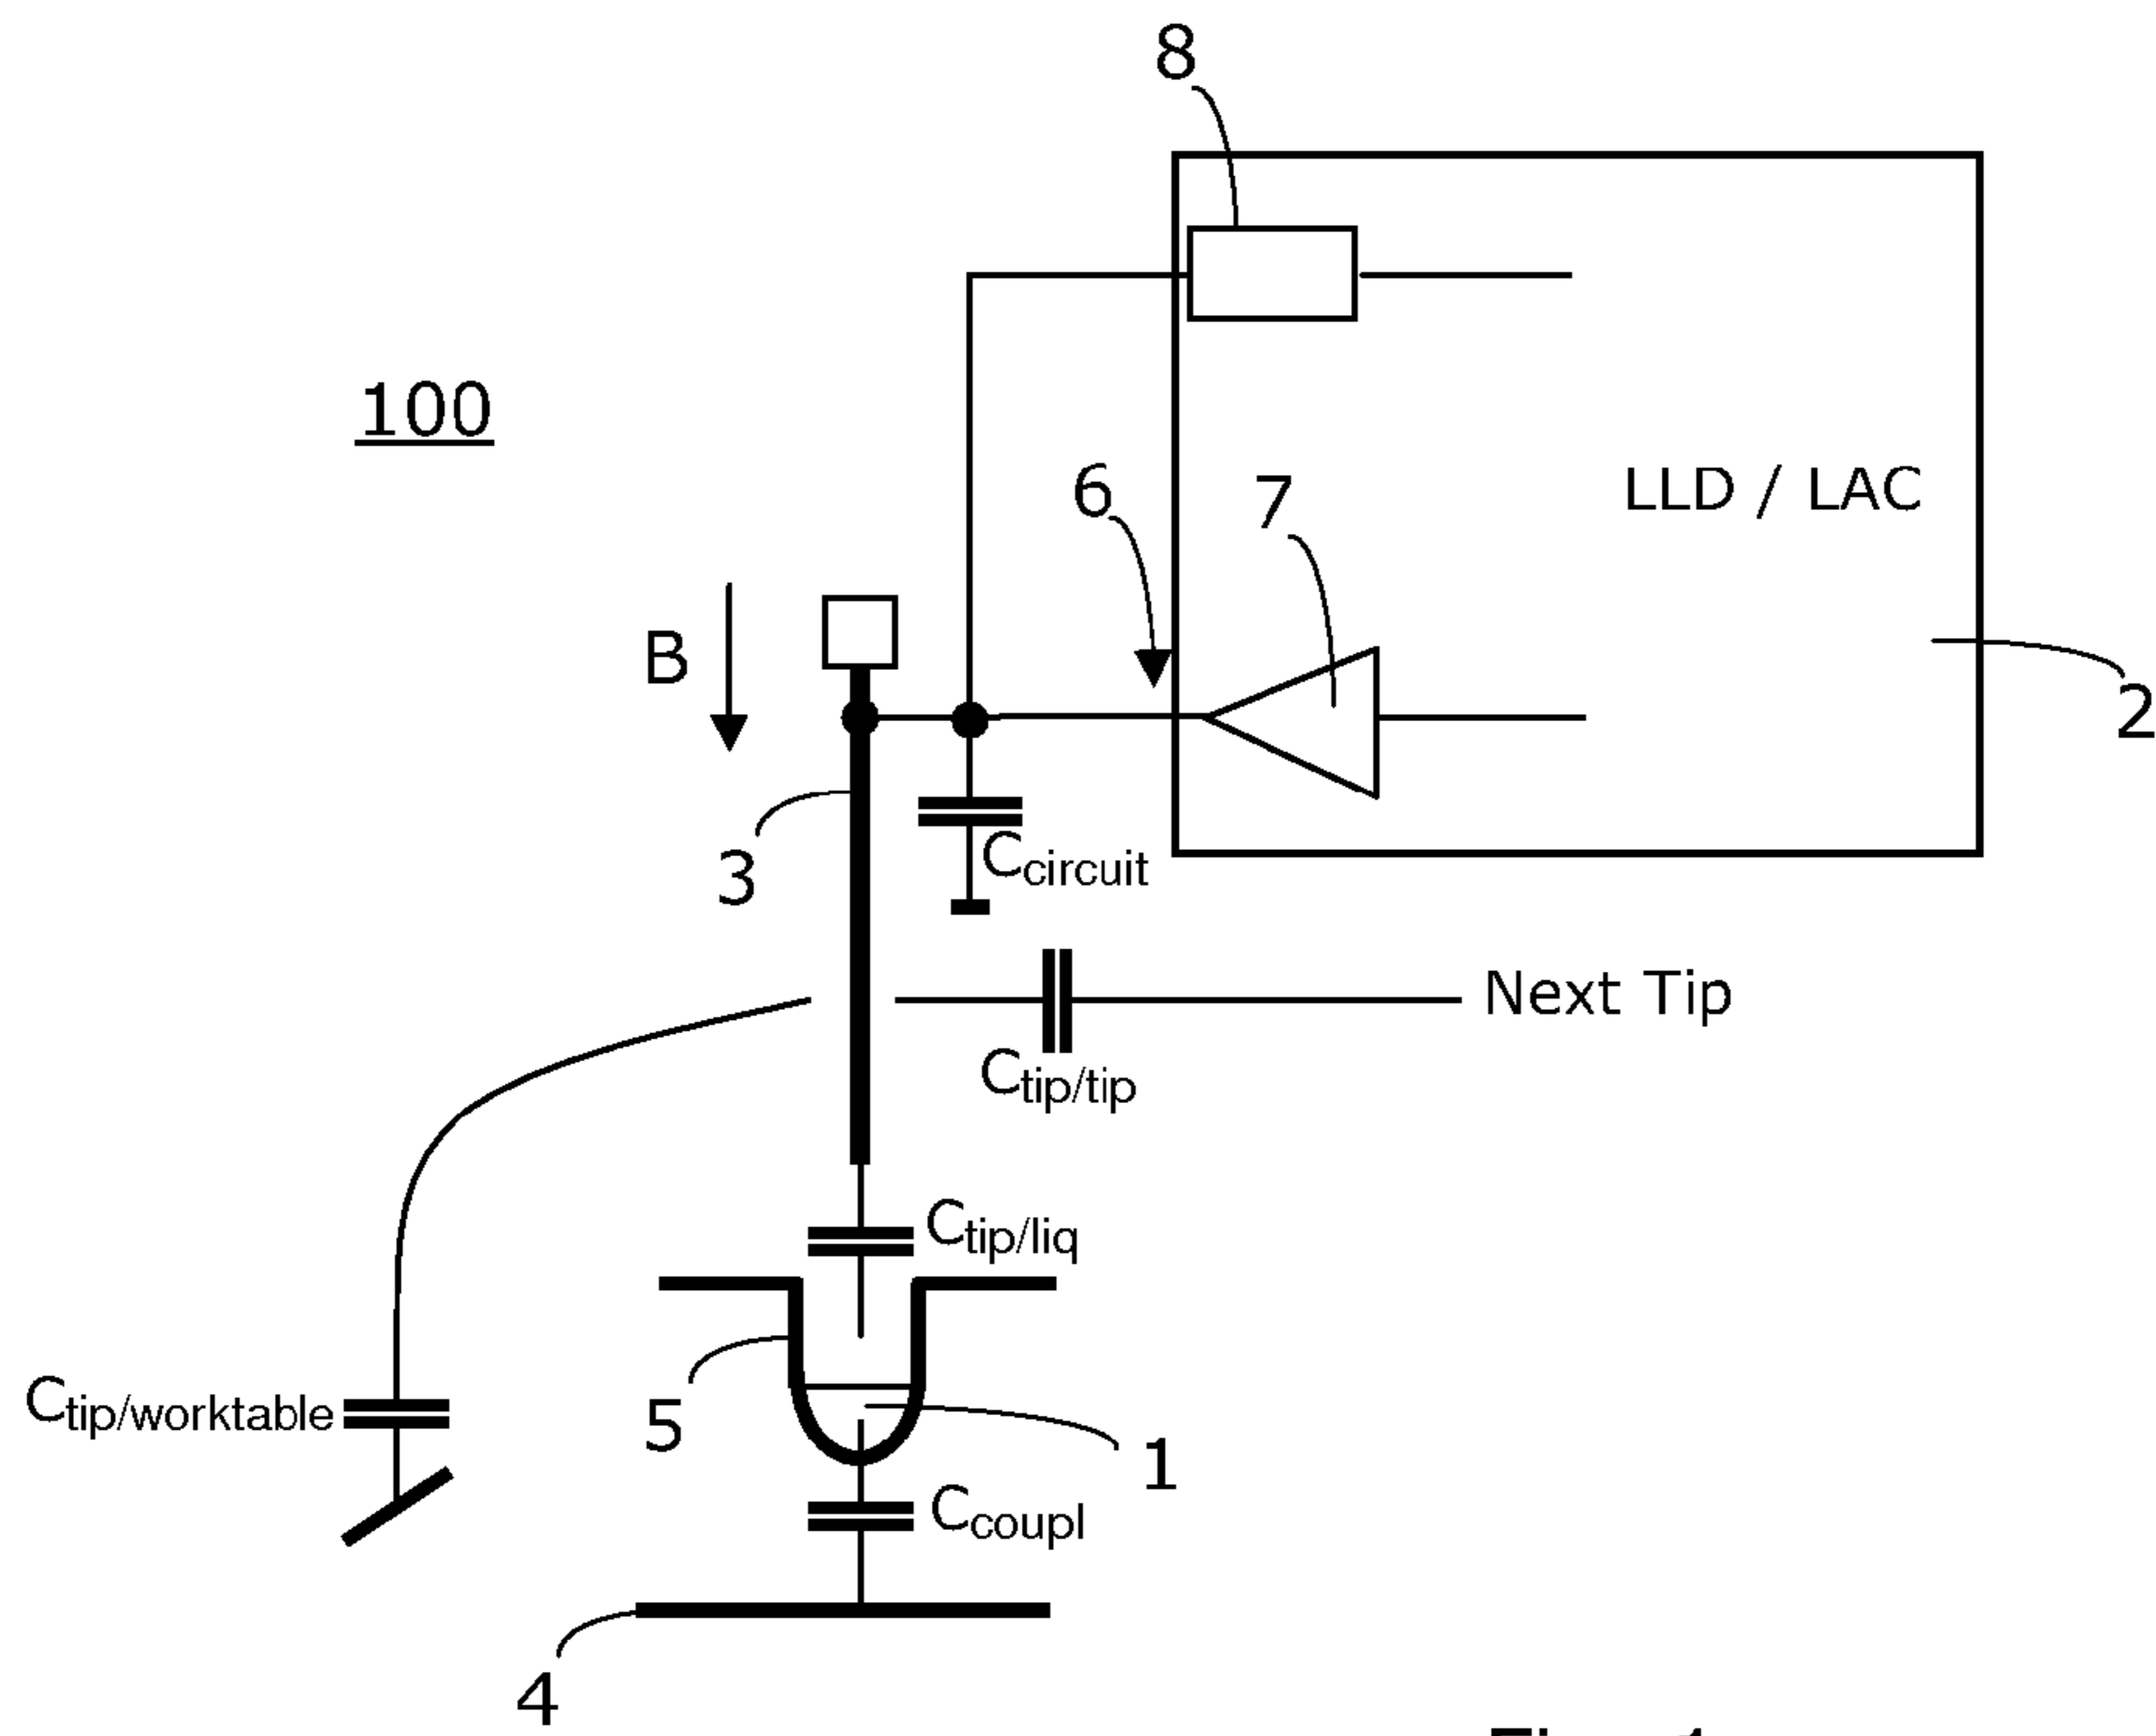 8
100
6
7
LLD / LAC
B
2
3
Ccircuit
Next Tip
Ctip/tip
Ctip/liq
Ctip/worktable
5
1
Ccoupl
4